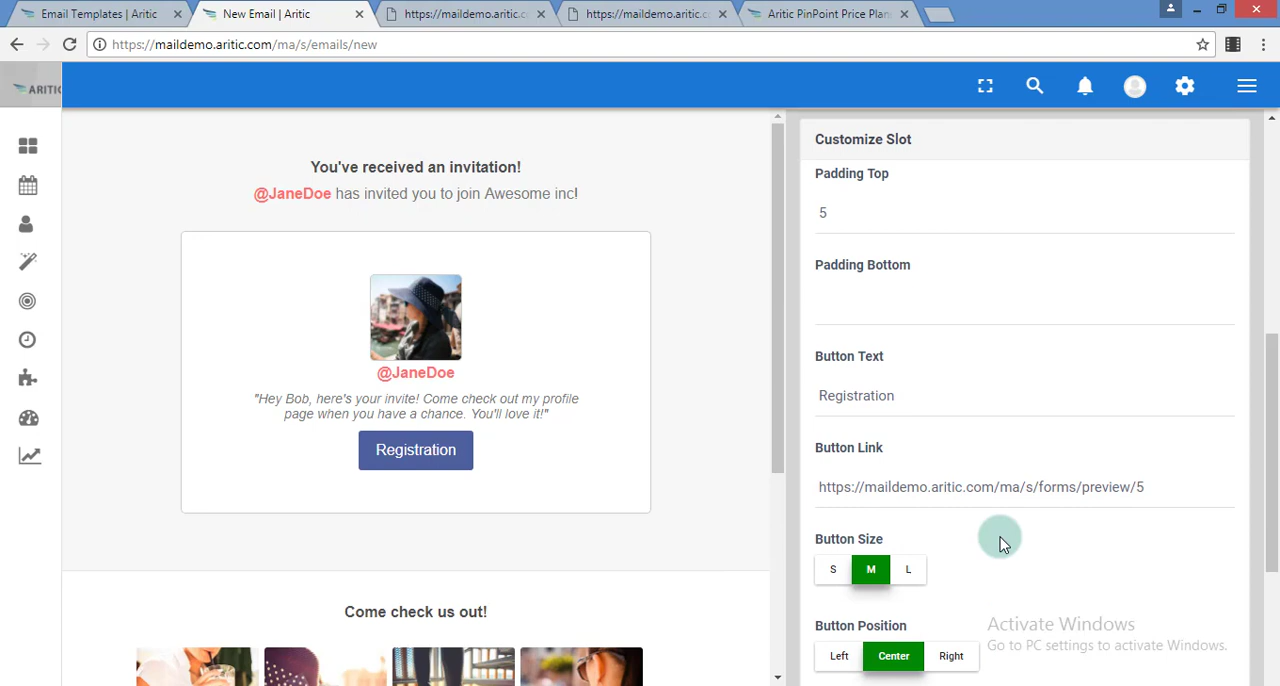 Email Templates | Aritic
New Email | Aritic
https://maildemo.aritic.c
https://maildemo.aritic.c
Aritic PinPoint Price Plan
https://maildemo.aritic.com/ma/s/emails/new
ARITIC
You've received an invitation!
@JaneDoe has invited you to join Awesome inc!
@JaneDoe
"Hey Bob, here's your invite! Come check out my profile
page when you have a chance. You'll love it!"
Registration
Come check us out!
Customize Slot
Padding Top
5
Padding Bottom
Button Text
Registration
Button Link
https://maildemo.aritic.com/ma/s/forms/preview/5
Button Size
S M L
Button Position
Left Center Right
Activate Windows
Go to PC settings to activate Windows.